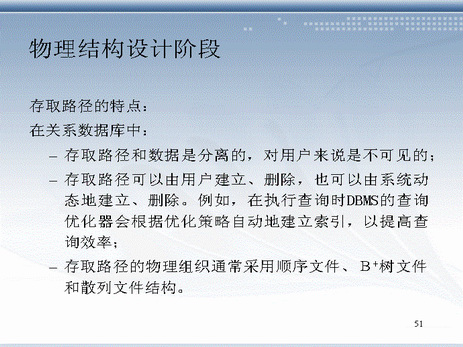 物理结构设计阶段
存取路径的特点:
在关系数据库中:
– 存取路径和数据是分离的，对用户来说是不可见的;
– 存取路径可以由用户建立、删除，也可以由系统动
态地建立、删除。例如，在执行查询时DBMS的查询
优化器会根据优化策略自动地建立索引，以提高查
询效率;
– 存取路径的物理组织通常采用顺序文件、B+树文件
和散列文件结构。
51